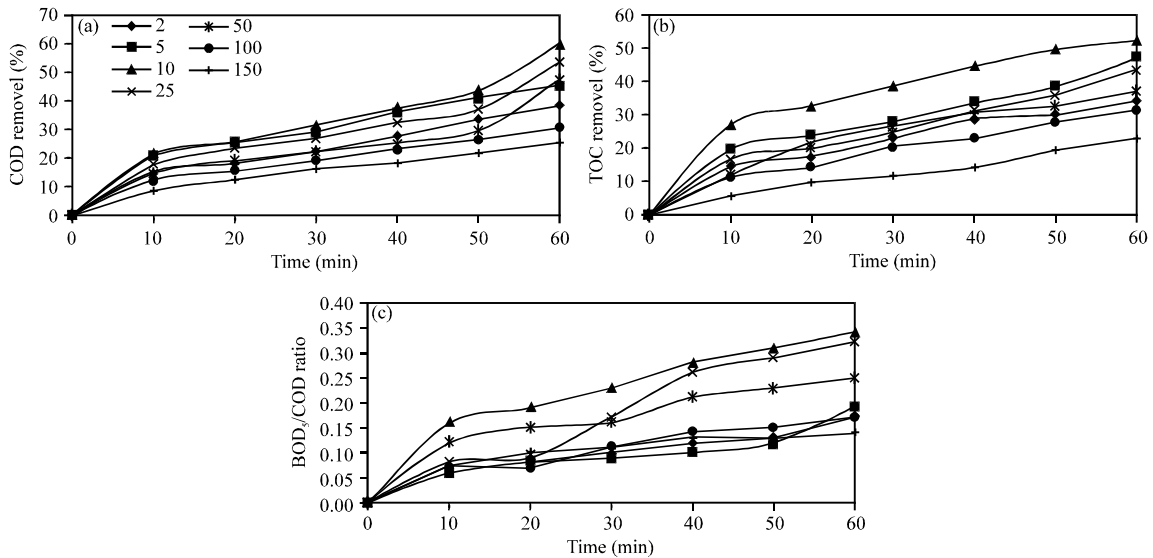 (a)
2
5
10
25
50
100
150
COD removel (%)
70
60
50
40
30
20
10
0
0 10 20 30 40 50 60
Time (min)
(b)
TOC removel (%)
60
50
40
30
20
10
0
0 10 20 30 40 50 60
Time (min)
(c)
BOD5/COD ratio
0.40
0.35
0.30
0.25
0.20
0.15
0.10
0.05
0.00
0 10 20 30 40 50 60
Time (min)